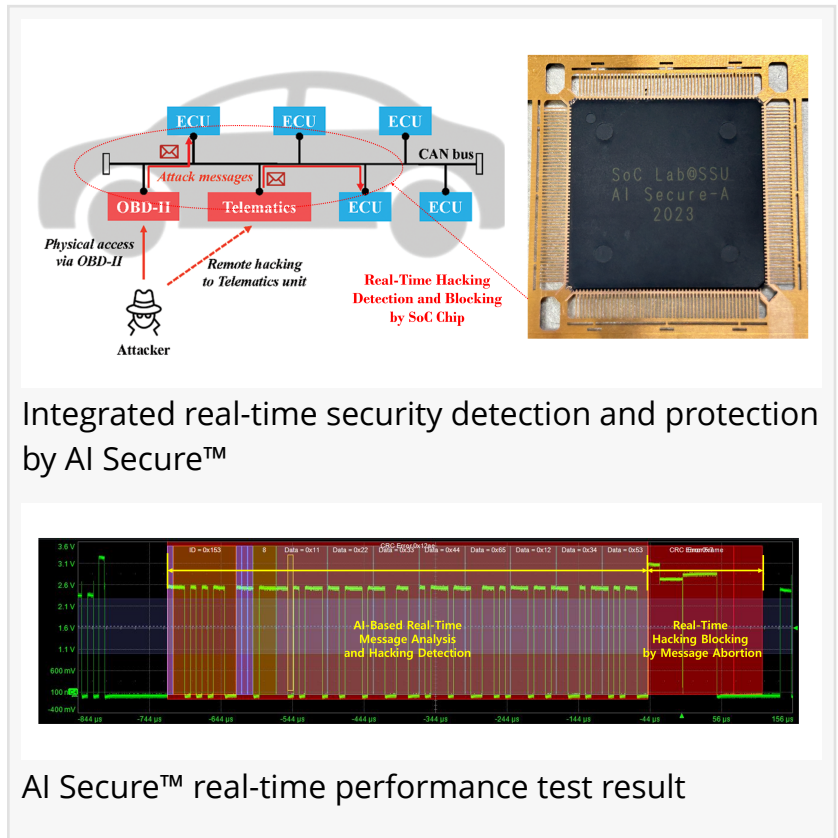 ECU
ECU
ECU
CAN bus
Attack messages
OBD-II
Telematics
ECU
ECU
Physical access
via OBD-II
Remote hacking
to Telematics unit
Attacker
Real-Time Hacking
Detection and Blocking
by SoC Chip
SoC Lab@SSU
AI Secure-A
2023
Integrated real-time security detection and protection
by AI Secure™
3.6 V
3.1 V
2.6 V
2.1 V
1.6 V
1.1 V
600 mV
-400 mV
ID = 0x153
8
Data = 0x11
Data = 0x22
Data = 0x33
Data = 0x44
Data = 0x65
Data = 0x12
Data = 0x34
Data = 0x53
AI-Based Real-Time
Message Analysis
and Hacking Detection
Real-Time
Hacking Blocking
by Message Abortion
-844 µs
-744 µs
-644 µs
-544 µs
-444 µs
-344 µs
-244 µs
-144 µs
-44 µs
56 µs
156 µs
AI Secure™ real-time performance test result